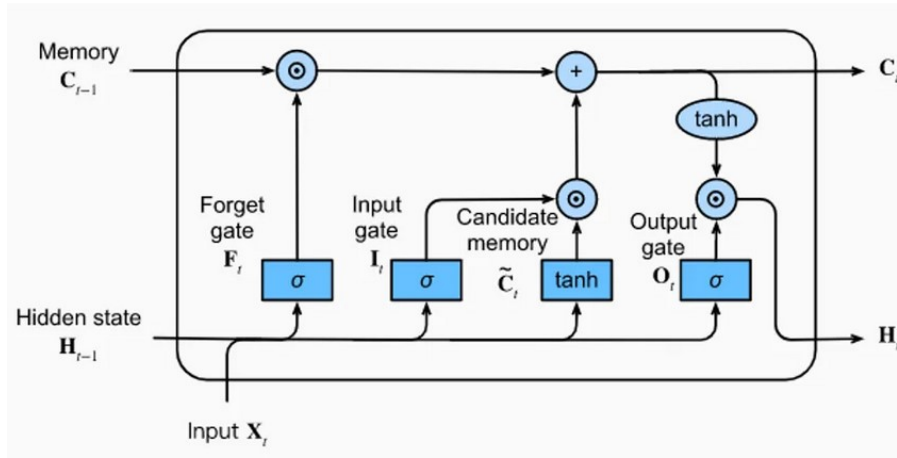 Memory
C_{t-1}
C_t
tanh
Forget
gate
F_t
Input
gate
I_t
Candidate
memory
C̃_t
Output
gate
O_t
σ
σ
tanh
σ
Hidden state
H_{t-1}
H_t
Input X_t